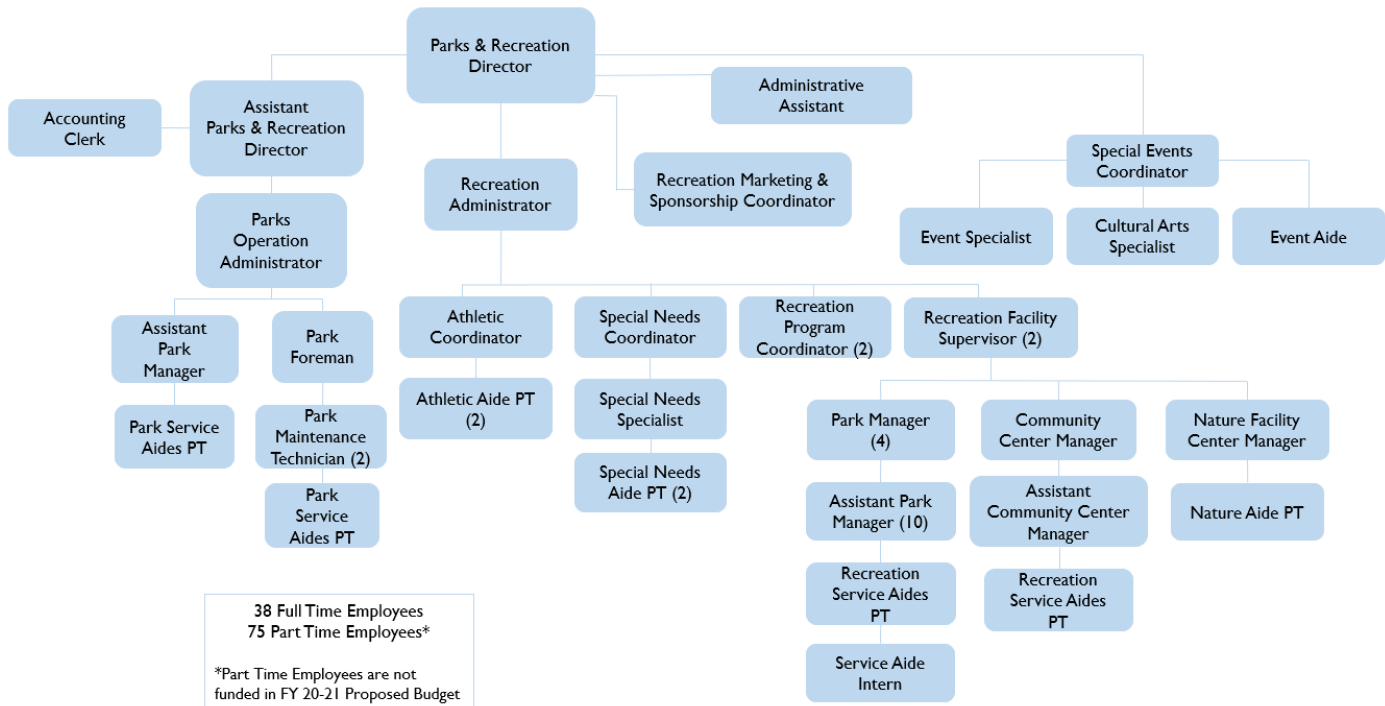 Parks & Recreation
Director
Administrative
Assistant
Assistant
Parks & Recreation
Director
Accounting
Clerk
Special Events
Coordinator
Recreation
Administrator
Recreation Marketing &
Sponsorship Coordinator
Parks
Operation
Administrator
Event Specialist
Cultural Arts
Specialist
Event Aide
Assistant
Park
Manager
Park
Foreman
Athletic
Coordinator
Special Needs
Coordinator
Recreation
Program
Coordinator (2)
Recreation Facility
Supervisor (2)
Park Service
Aides PT
Park
Maintenance
Technician (2)
Athletic Aide PT
(2)
Special Needs
Specialist
Park Manager
(4)
Community
Center Manager
Nature Facility
Center Manager
Park
Service
Aides PT
Special Needs
Aide PT (2)
Assistant Park
Manager (10)
Assistant
Community Center
Manager
Nature Aide PT
Recreation
Service Aides
PT
Recreation
Service Aides
PT
Service Aide
Intern
38 Full Time Employees
75 Part Time Employees*
*Part Time Employees are not
funded in FY 20-21 Proposed Budget